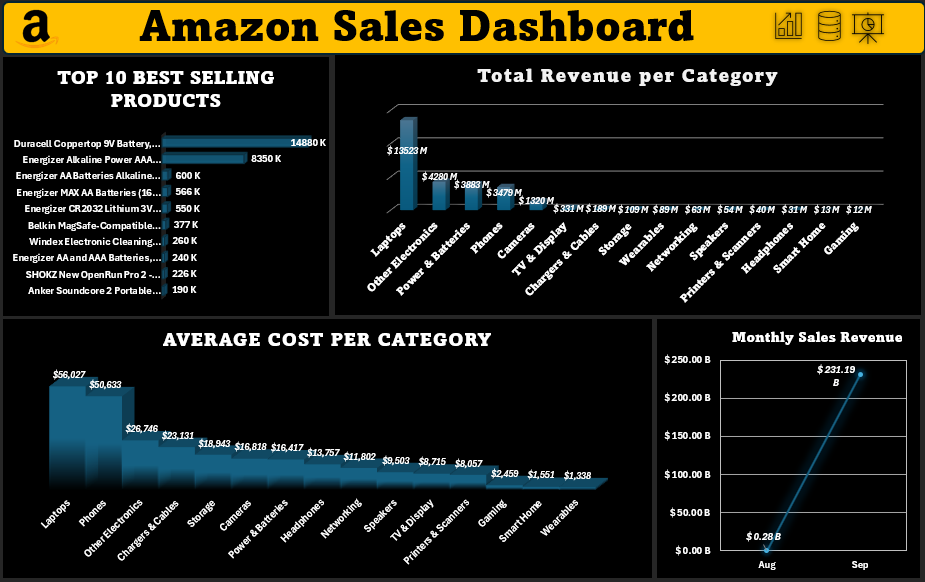 a
Amazon Sales Dashboard
TOP 10 BEST SELLING
PRODUCTS
Duracell Coppertop 9V Battery,... 14880 K
Energizer Alkaline Power AAA... 8350 K
Energizer AA Batteries Alkaline... 600 K
Energizer MAX AA Batteries (16... 566 K
Energizer CR2032 Lithium 3V... 550 K
Belkin MagSafe-Compatible... 377 K
Windex Electronic Cleaning... 260 K
Energizer AA and AAA Batteries,... 240 K
SHOKZ New OpenRun Pro 2 -... 226 K
Anker Soundcore 2 Portable... 190 K
Total Revenue per Category
$13523 M
$4280 M
$3883 M
$3479 M
$1320 M
$331 M
$189 M
$109 M
$89 M
$63 M
$54 M
$40 M
$31 M
$13 M
$12 M
Laptops
Other Electronics
Power & Batteries
Phones
Cameras
TV & Display
Chargers & Cables
Storage
Wearables
Networking
Speakers
Printers & Scanners
Headphones
Smart Home
Gaming
AVERAGE COST PER CATEGORY
$56,027
$50,633
$26,746
$23,131
$18,943
$16,818
$16,417
$13,757
$11,802
$9,503
$8,715
$8,057
$2,459
$1,551
$1,338
Laptops
Phones
Other Electronics
Chargers & Cables
Storage
Cameras
Power & Batteries
Headphones
Networking
Speakers
TV & Display
Printers & Scanners
Gaming
Smart Home
Wearables
Monthly Sales Revenue
$250.00 B
$200.00 B
$150.00 B
$100.00 B
$50.00 B
$0.00 B
$231.19
B
$0.28 B
Aug
Sep